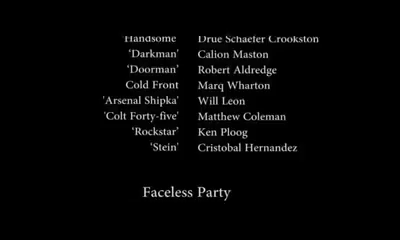 'Handsome' Drue Schaefer Crookston
'Darkman' Calion Maston
'Doorman' Robert Aldredge
Cold Front Marq Wharton
'Arsenal Shipka' Will Leon
'Colt Forty-five' Matthew Coleman
'Rockstar' Ken Ploog
'Stein' Cristobal Hernandez
Faceless Party